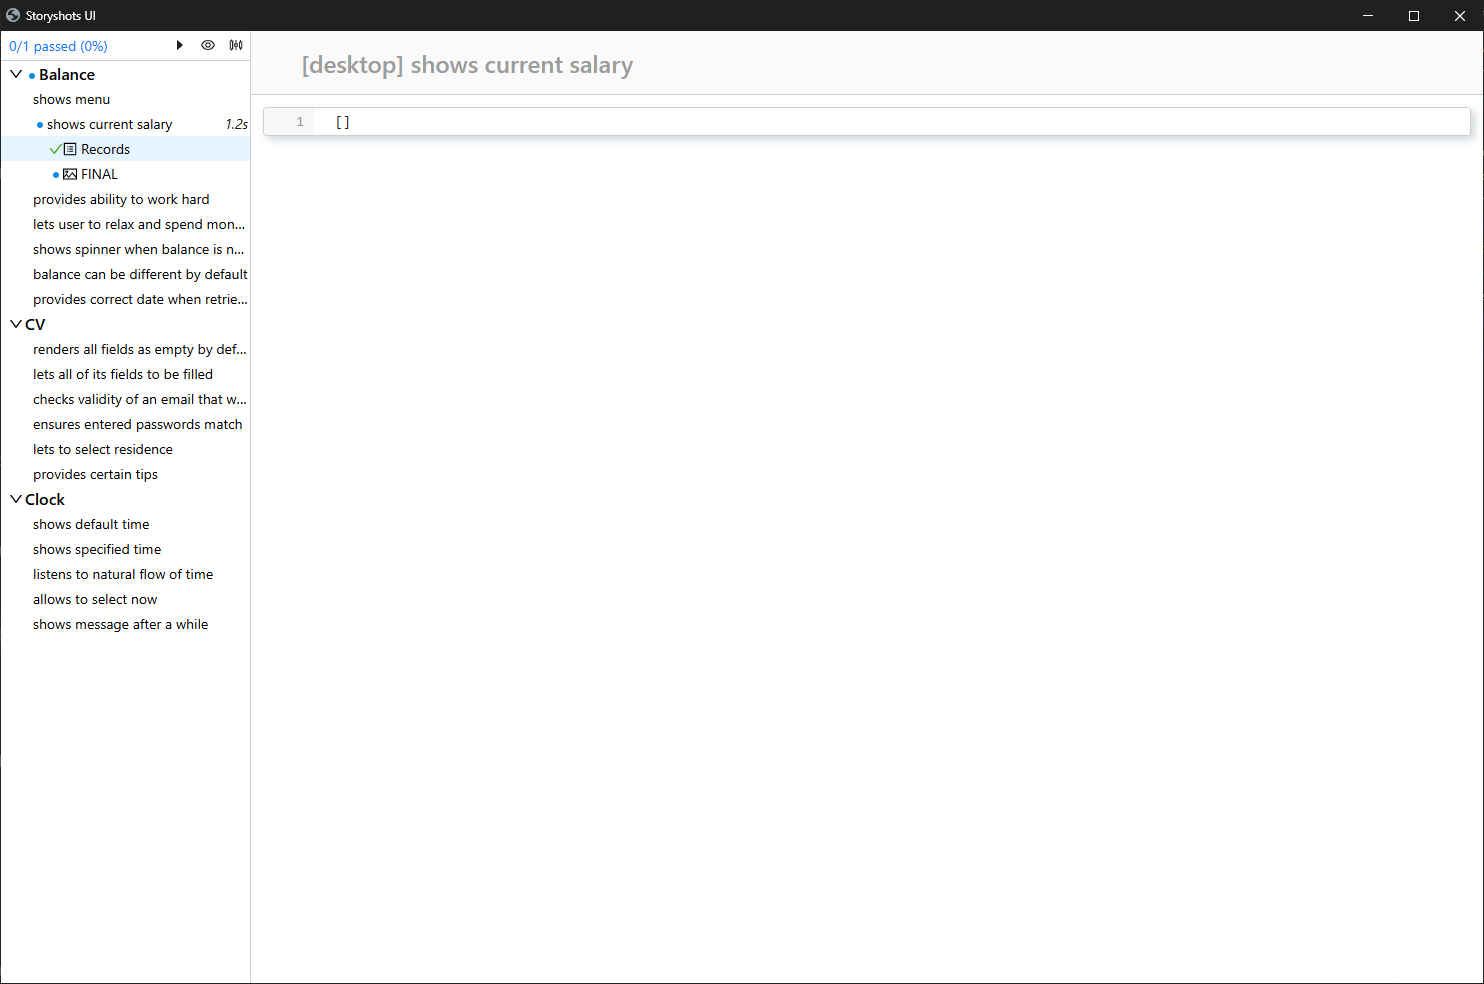 Storyshots UI
0/1 passed (0%)
Balance
shows menu
shows current salary 1.2s
Records
FINAL
provides ability to work hard
lets user to relax and spend mon...
shows spinner when balance is n...
balance can be different by default
provides correct date when retrie...
CV
renders all fields as empty by def...
lets all of its fields to be filled
checks validity of an email that w...
ensures entered passwords match
lets to select residence
provides certain tips
Clock
shows default time
shows specified time
listens to natural flow of time
allows to select now
shows message after a while
[desktop] shows current salary
1 []